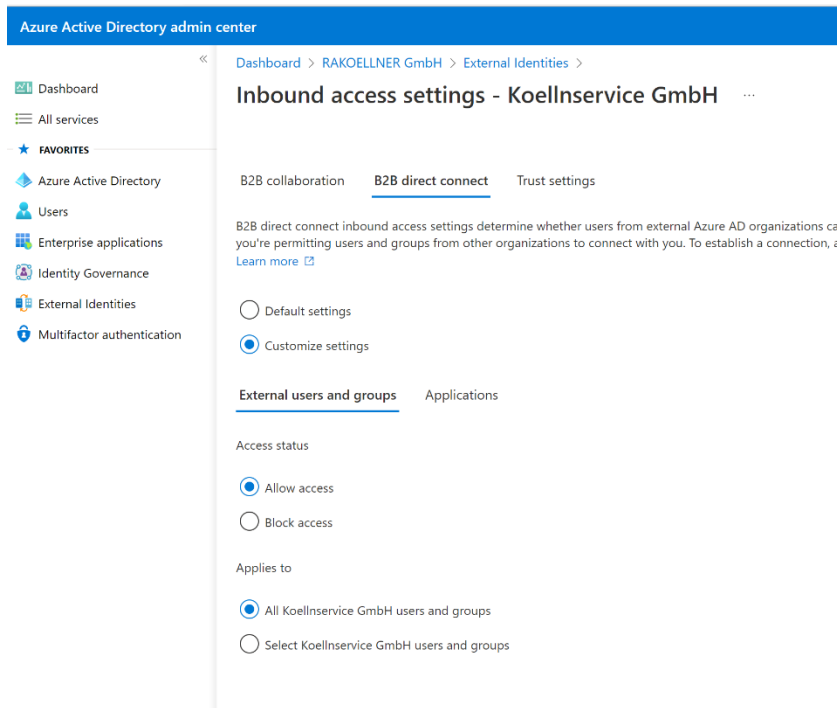 Azure Active Directory admin center
«
Dashboard > RAKOELLNER GmbH > External Identities >
Inbound access settings - Koellnservice GmbH ...
Dashboard
All services
FAVORITES
Azure Active Directory
Users
Enterprise applications
Identity Governance
External Identities
Multifactor authentication
B2B collaboration B2B direct connect Trust settings
B2B direct connect inbound access settings determine whether users from external Azure AD organizations
you're permitting users and groups from other organizations to connect with you. To establish a connection,
Learn more
Default settings
Customize settings
External users and groups Applications
Access status
Allow access
Block access
Applies to
All Koellnservice GmbH users and groups
Select Koellnservice GmbH users and groups